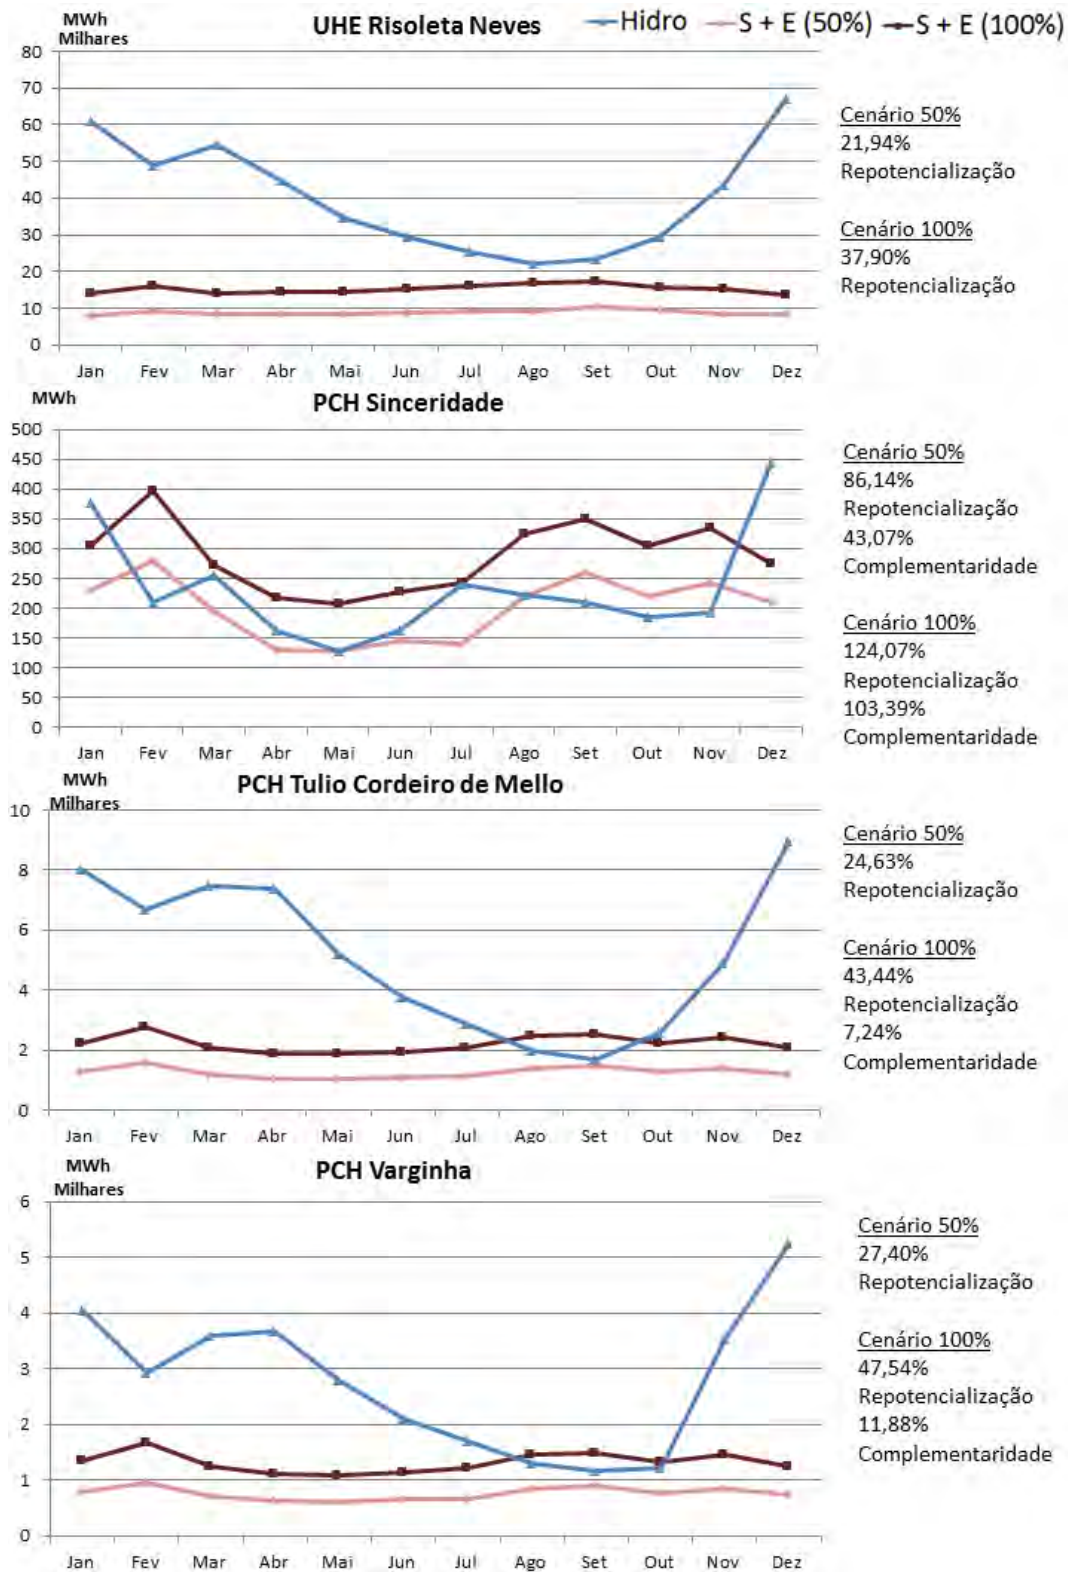 MWh
Milhares
UHE Risoleta Neves
Hidro
S + E (50%)
S + E (100%)
80
70
60
50
40
30
20
10
0
Jan Fev Mar Abr Mai Jun Jul Ago Set Out Nov Dez
Cenário 50%
21,94%
Repotencialização
Cenário 100%
37,90%
Repotencialização
MWh
PCH Sinceridade
500
450
400
350
300
250
200
150
100
50
0
Jan Fev Mar Abr Mai Jun Jul Ago Set Out Nov Dez
Cenário 50%
86,14%
Repotencialização
43,07%
Complementaridade
Cenário 100%
124,07%
Repotencialização
103,39%
Complementaridade
MWh
Milhares
PCH Tulio Cordeiro de Mello
10
8
6
4
2
0
Jan Fev Mar Abr Mai Jun Jul Ago Set Out Nov Dez
Cenário 50%
24,63%
Repotencialização
Cenário 100%
43,44%
Repotencialização
7,24%
Complementaridade
MWh
Milhares
PCH Varginha
6
5
4
3
2
1
0
Jan Fev Mar Abr Mai Jun Jul Ago Set Out Nov Dez
Cenário 50%
27,40%
Repotencialização
Cenário 100%
47,54%
Repotencialização
11,88%
Complementaridade